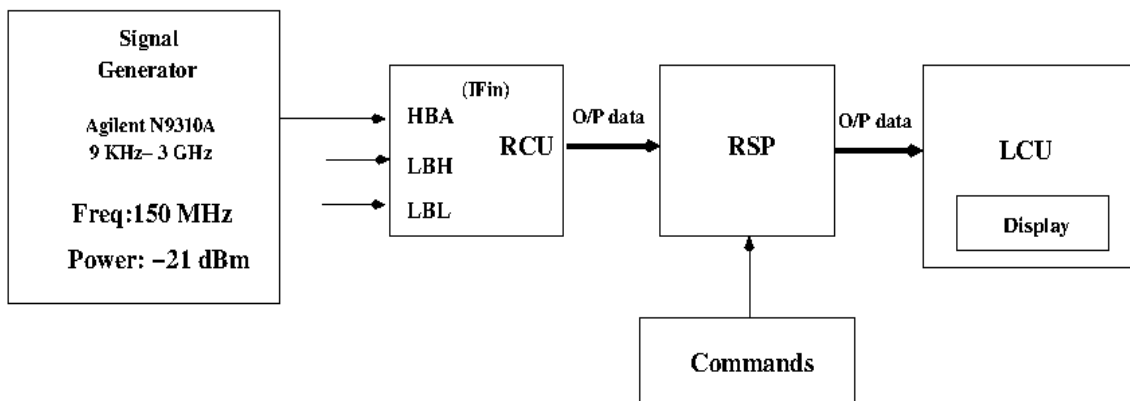 Signal
Generator
Agilent N9310A
9 KHz– 3 GHz
Freq:150 MHz
Power: –21 dBm
(IFin)
HBA
RCU
LBH
LBL
O/P data
RSP
O/P data
LCU
Display
Commands